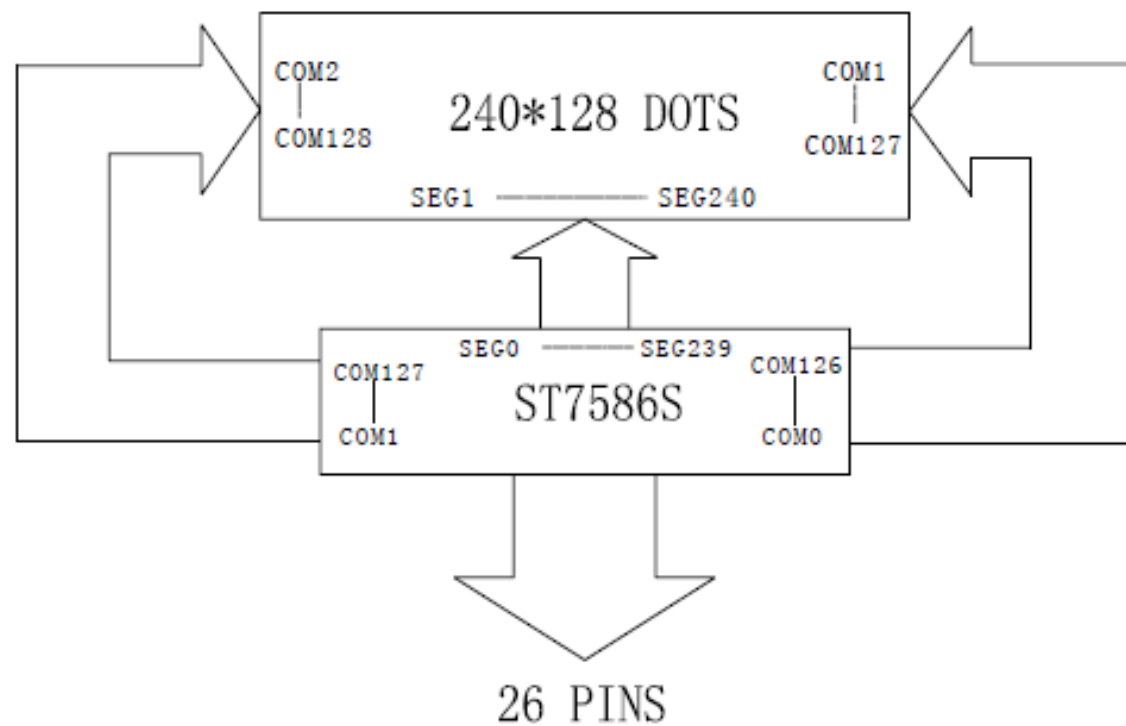 COM2 COM1
240*128 DOTS
COM128 COM127
SEG1 SEG240
SEG0 SEG239
COM127 COM126
ST7586S
COM1 COM0
26 PINS